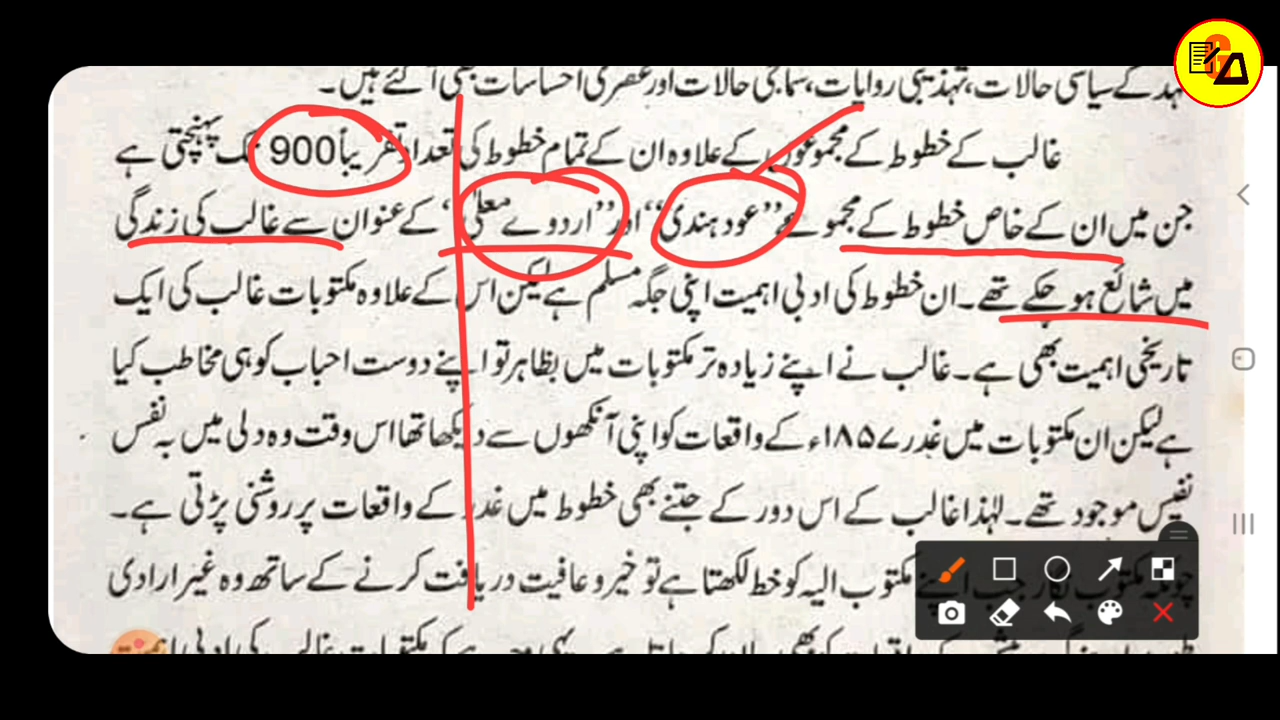 ہد کے سیاسی حالات، تہذیبی روایات، سماجی حالات اور عصری احساسات بھی آ گئے ہیں۔
غالب کے خطوط کے مجموعوں کے علاوہ ان کے تمام خطوط کی تعداد تقریباً 900 تک پہنچتی ہے
جن میں ان کے خاص خطوط کے مجموعے ”عود ہندی“ اور ”اردوے معلیٰ“ کے عنوان سے غالب کی زندگی
میں شائع ہو چکے تھے۔ ان خطوط کی ادبی اہمیت اپنی جگہ مسلم ہے لیکن اس کے علاوہ مکتوبات غالب کی ایک
تاریخی اہمیت بھی ہے۔ غالب نے اپنے زیادہ تر مکتوبات میں بظاہر تو اپنے دوست احباب کو ہی مخاطب کیا
ہے لیکن ان مکتوبات میں غدر ۱۸۵۷ء کے واقعات کو اپنی آنکھوں سے دیکھا تھا اس وقت وہ دلی میں بہ نفس
نفیس موجود تھے۔ لہٰذا غالب کے اس دور کے جتنے بھی خطوط میں غدر کے واقعات پر روشنی پڑتی ہے۔
مکتوب الیہ کو خط لکھتا ہے تو خیر و عافیت دریافت کرنے کے ساتھ وہ غیر ارادی